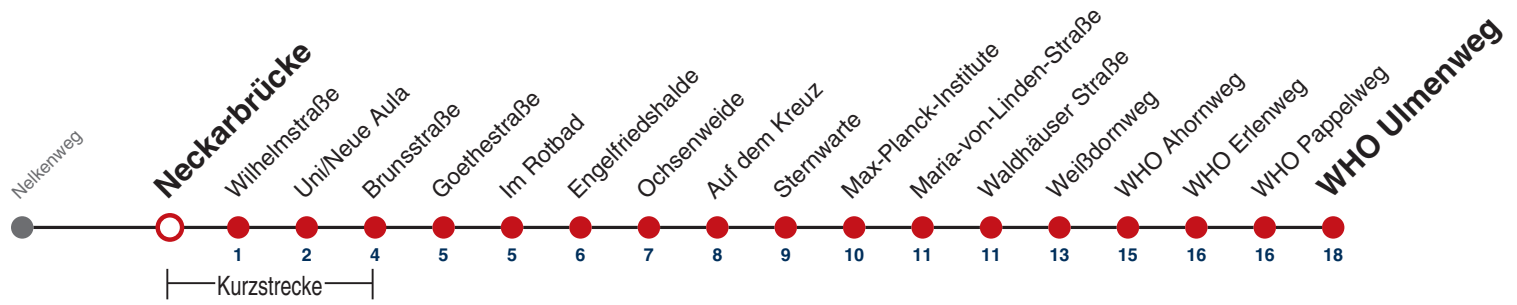 Nelkenweg
Neckarbrücke
Wilhelmstraße
Uni/Neue Aula
Brunsstraße
Goethestraße
Im Rotbad
Engelfriedshalde
Ochsenweide
Auf dem Kreuz
Sternwarte
Max-Planck-Institute
Maria-von-Linden-Straße
Waldhäuser Straße
Weißdornweg
WHO Ahornweg
WHO Erlenweg
WHO Pappelweg
WHO Ulmenweg
1 2 4 5 5 6 7 8 9 10 11 11 13 15 16 16 18
Kurzstrecke